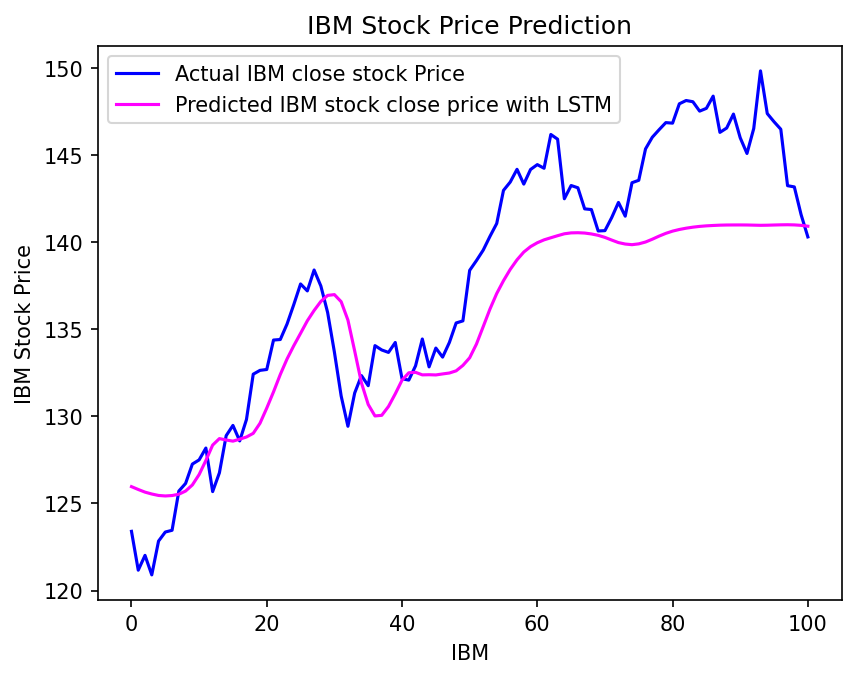 IBM Stock Price Prediction
Actual IBM close stock Price
Predicted IBM stock close price with LSTM
IBM Stock Price
150
145
140
135
130
125
120
0 20 40 60 80 100
IBM